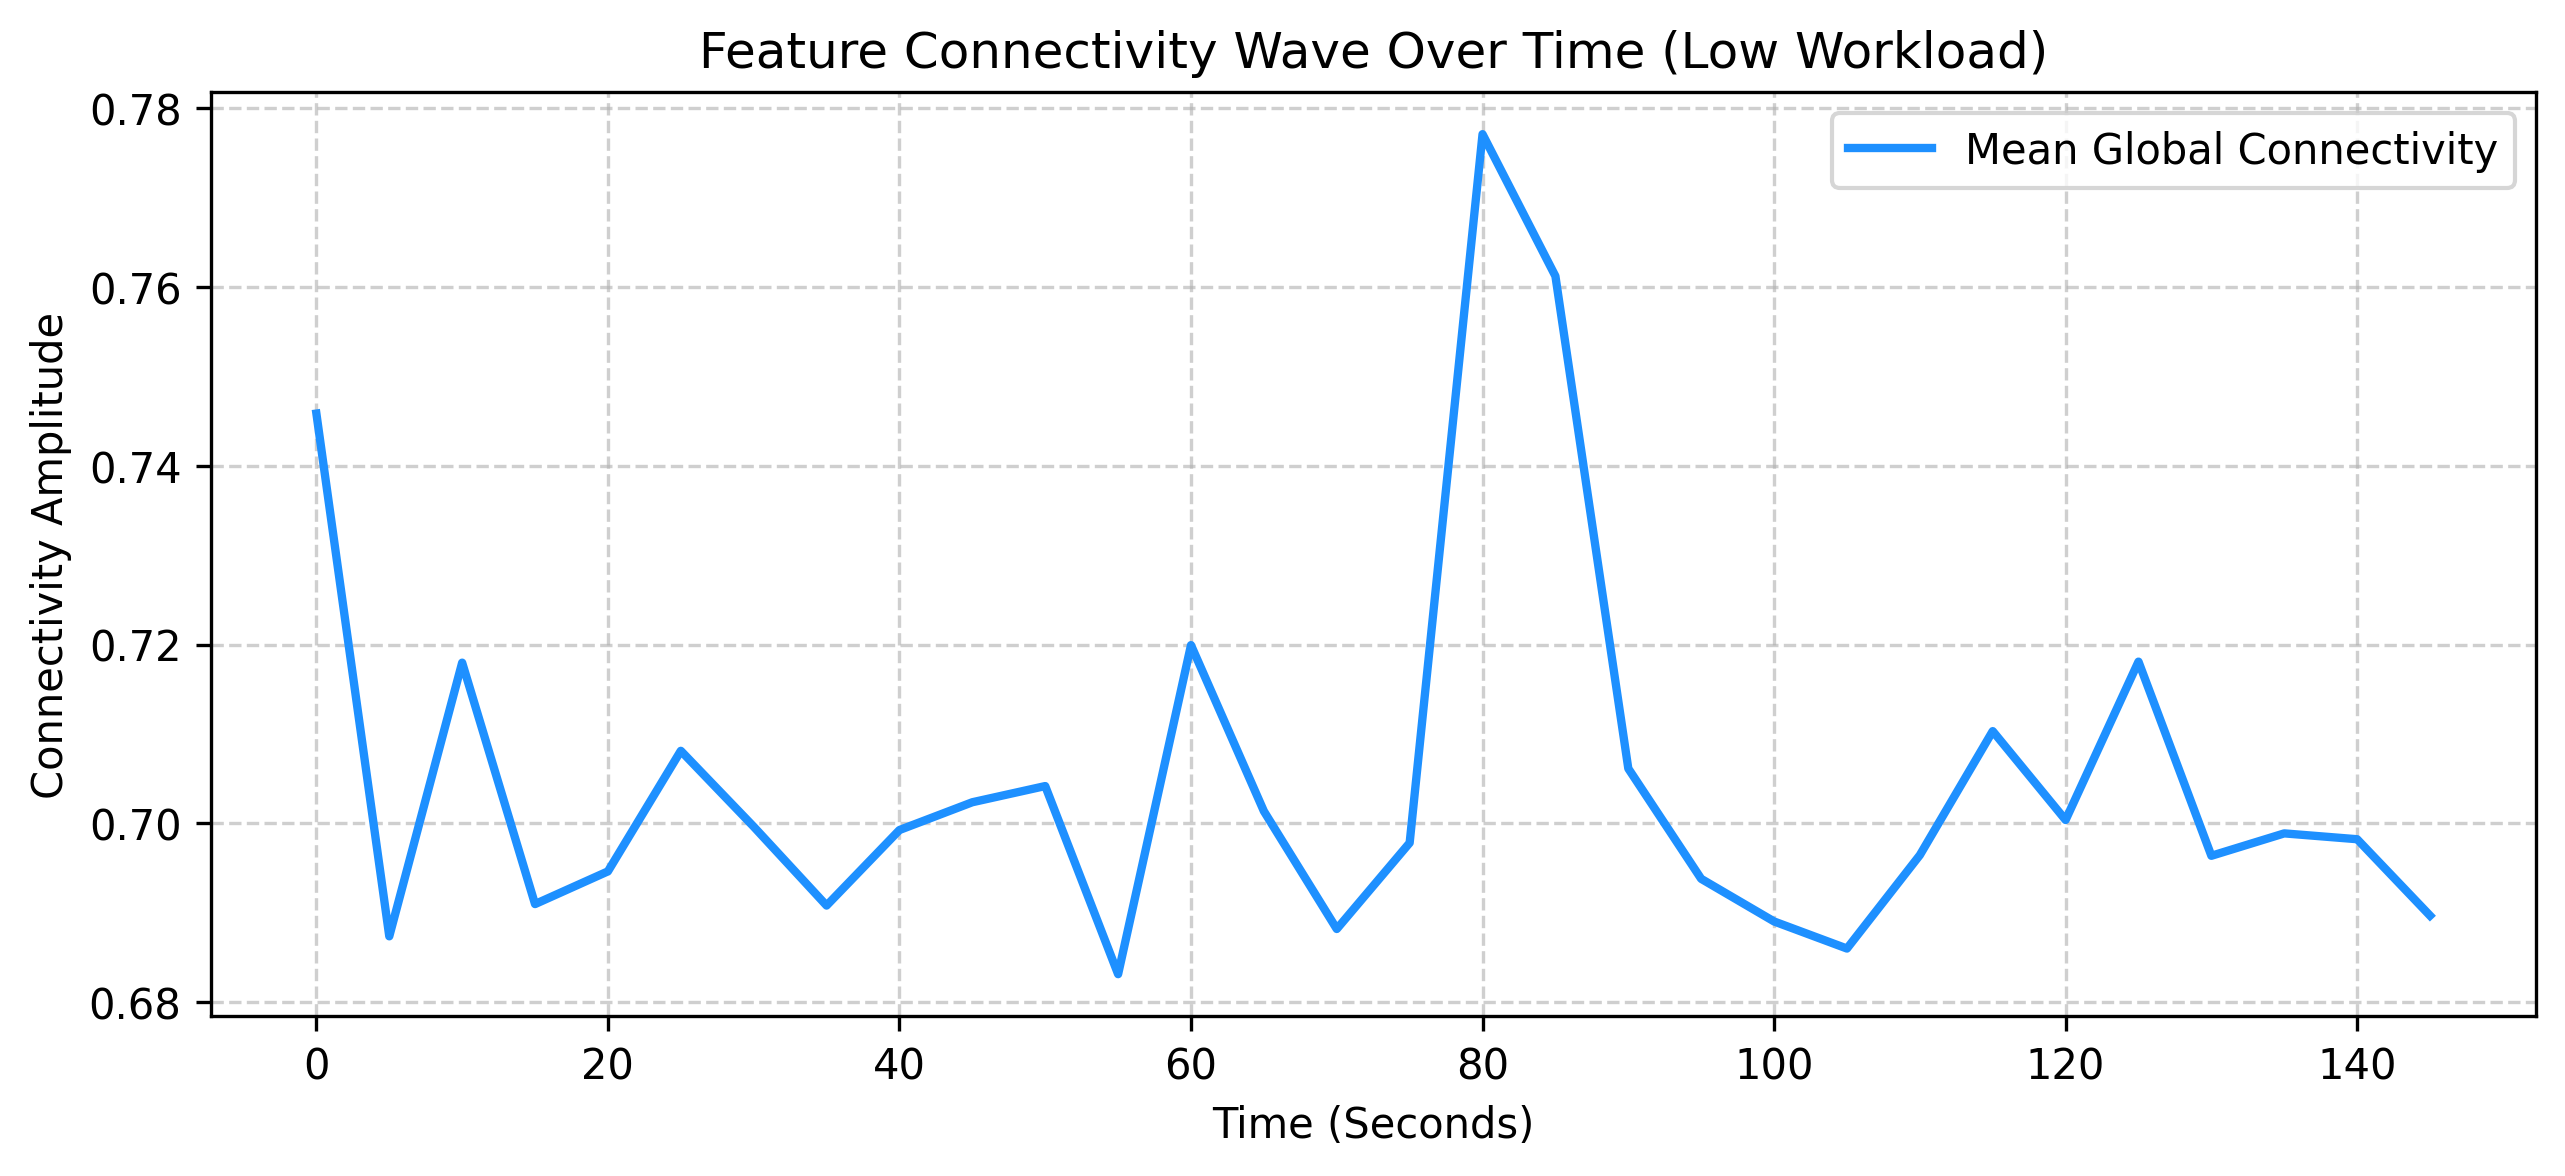 Feature Connectivity Wave Over Time (Low Workload)
Mean Global Connectivity
Connectivity Amplitude
0.78
0.76
0.74
0.72
0.70
0.68
0 20 40 60 80 100 120 140
Time (Seconds)